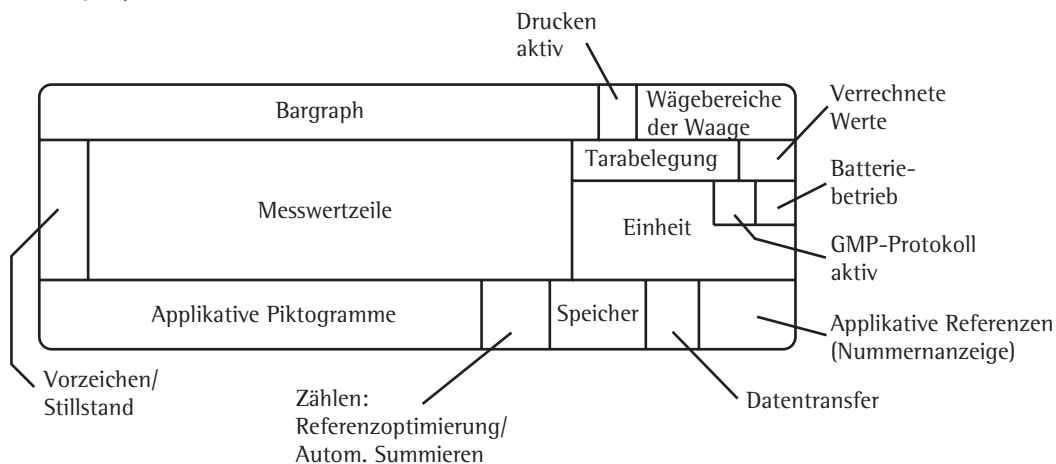 Drucken
aktiv
Bargraph
Wägebereiche
der Waage
Verrechnete
Werte
Tarabelegung
Batterie-
betrieb
Messwertzeile
Einheit
GMP-Protokoll
aktiv
Applikative Piktogramme
Speicher
Applikative Referenzen
(Nummernanzeige)
Vorzeichen/
Stillstand
Zählen:
Referenzoptimierung/
Autom. Summieren
Datentransfer